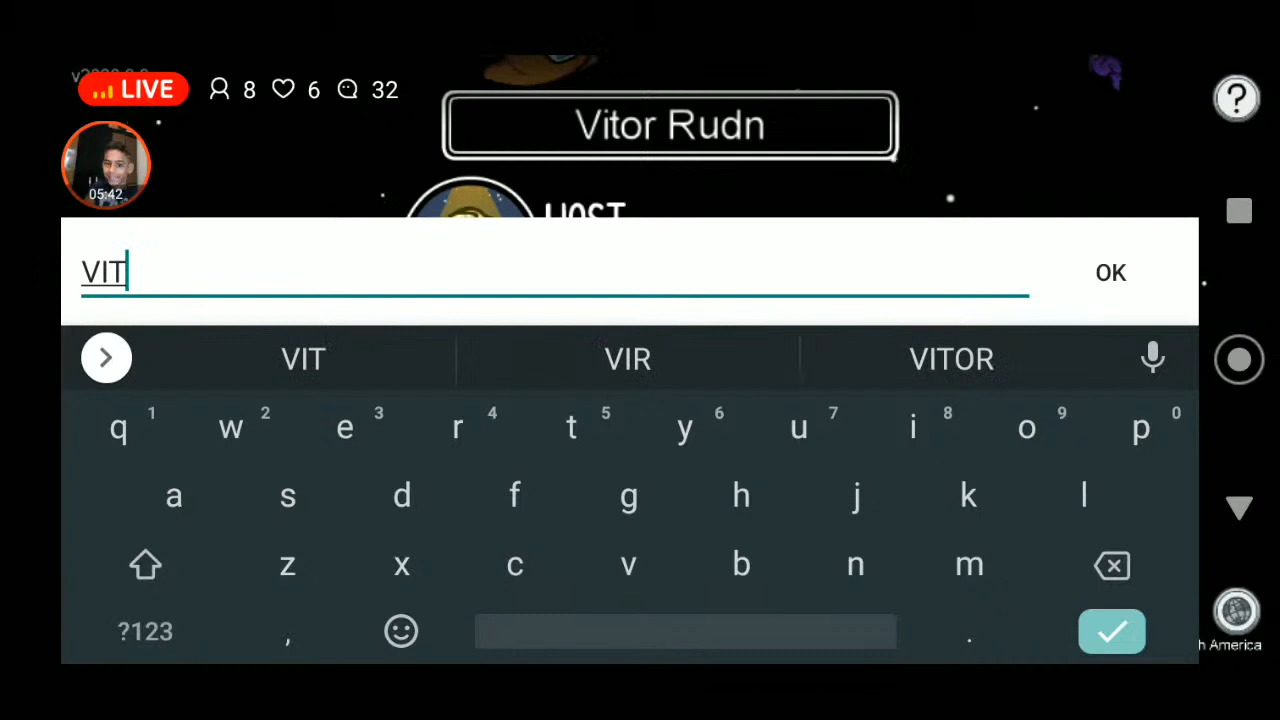 LIVE 8 6 32
Vitor Rudn
05:42
HOST
VIT
OK
VIT VIR VITOR
q 1 w 2 e 3 r 4 t 5 y 6 u 7 i 8 o 9 p 0
a s d f g h j k l
z x c v b n m
?123 , .
h America